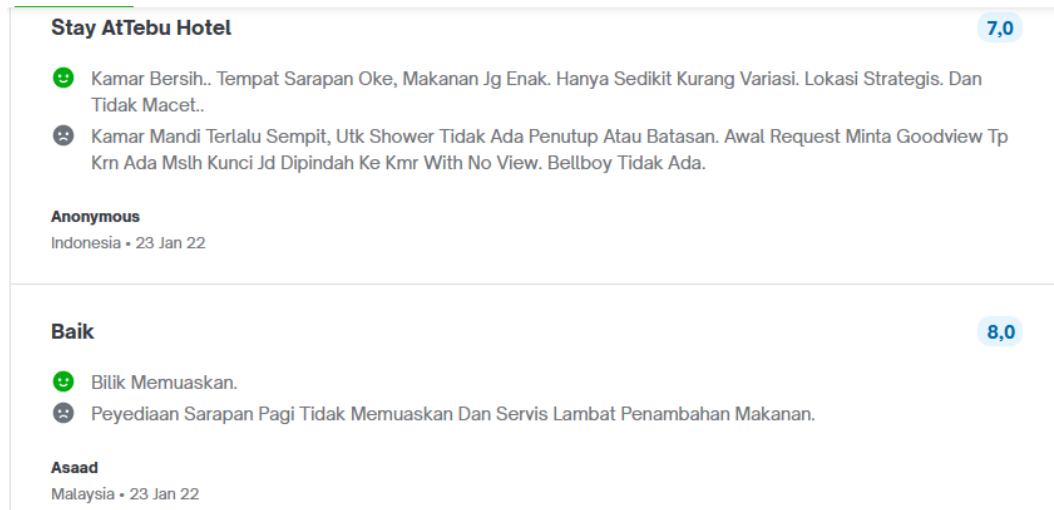 Stay AtTebu Hotel
7,0
Kamar Bersih.. Tempat Sarapan Oke, Makanan Jg Enak. Hanya Sedikit Kurang Variasi. Lokasi Strategis. Dan
Tidak Macet..
Kamar Mandi Terlalu Sempit, Utk Shower Tidak Ada Penutup Atau Batasan. Awal Request Minta Goodview Tp
Krn Ada Mslh Kunci Jd Dipindah Ke Kmr With No View. Bellboy Tidak Ada.
Anonymous
Indonesia • 23 Jan 22
Baik
8,0
Bilik Memuaskan.
Peyediaan Sarapan Pagi Tidak Memuaskan Dan Servis Lambat Penambahan Makanan.
Asaad
Malaysia • 23 Jan 22